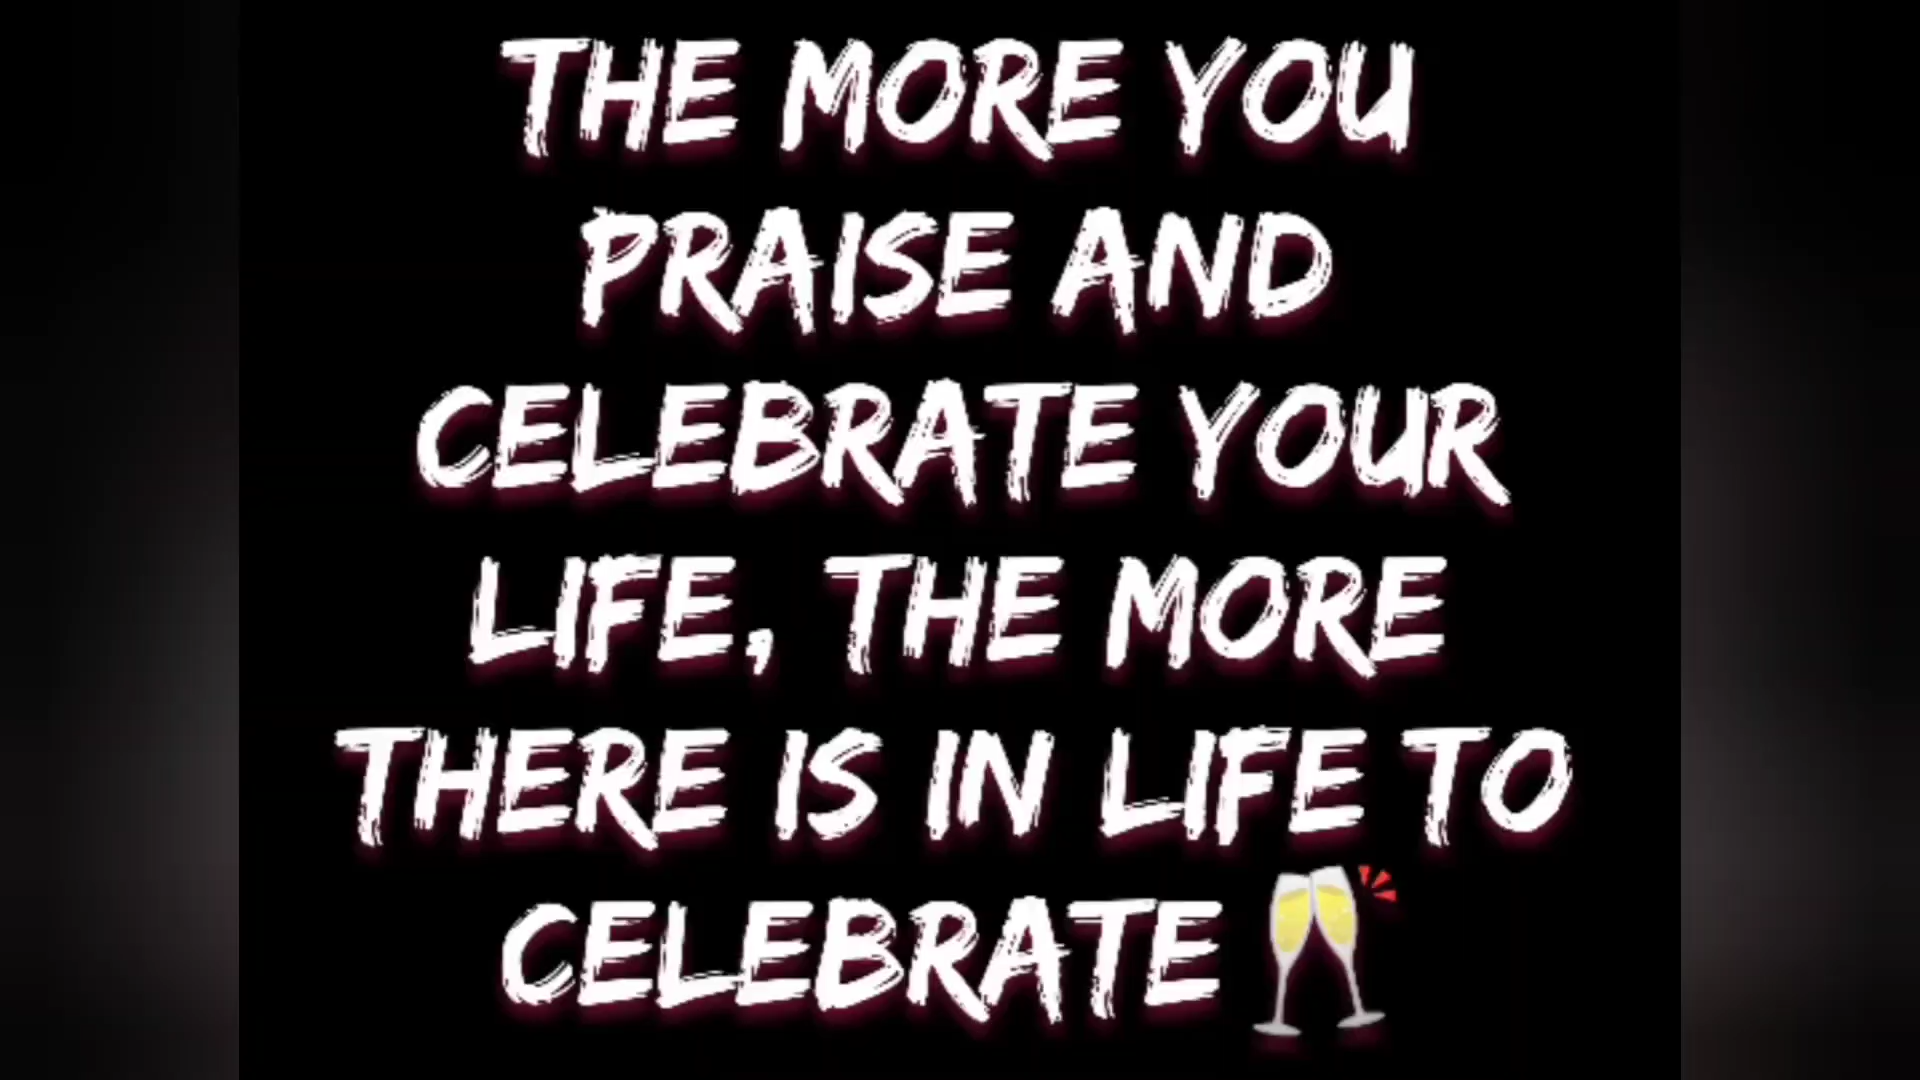 THE MORE YOU
PRAISE AND
CELEBRATE YOUR
LIFE, THE MORE
THERE IS IN LIFE TO
CELEBRATE 🥂